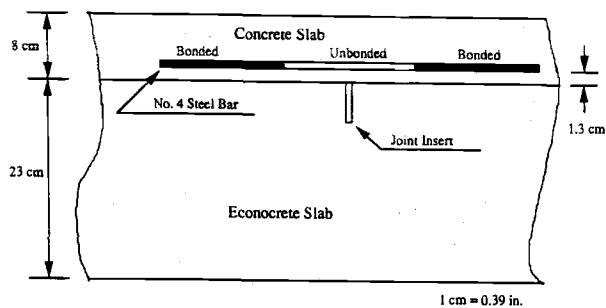 Concrete Slab
8 cm
Bonded
Unbonded
Bonded
No. 4 Steel Bar
Joint Insert
1.3 cm
23 cm
Econocrete Slab
1 cm = 0.39 in.